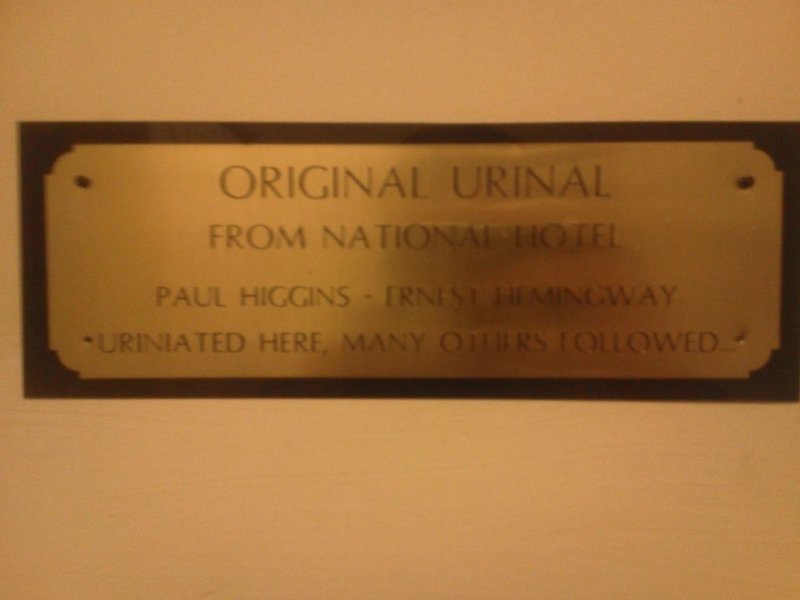 ORIGINAL URINAL
FROM NATIONAL HOTEL
PAUL HIGGINS - ERNEST HEMINGWAY
URINIATED HERE, MANY OTHERS FOLLOWED...